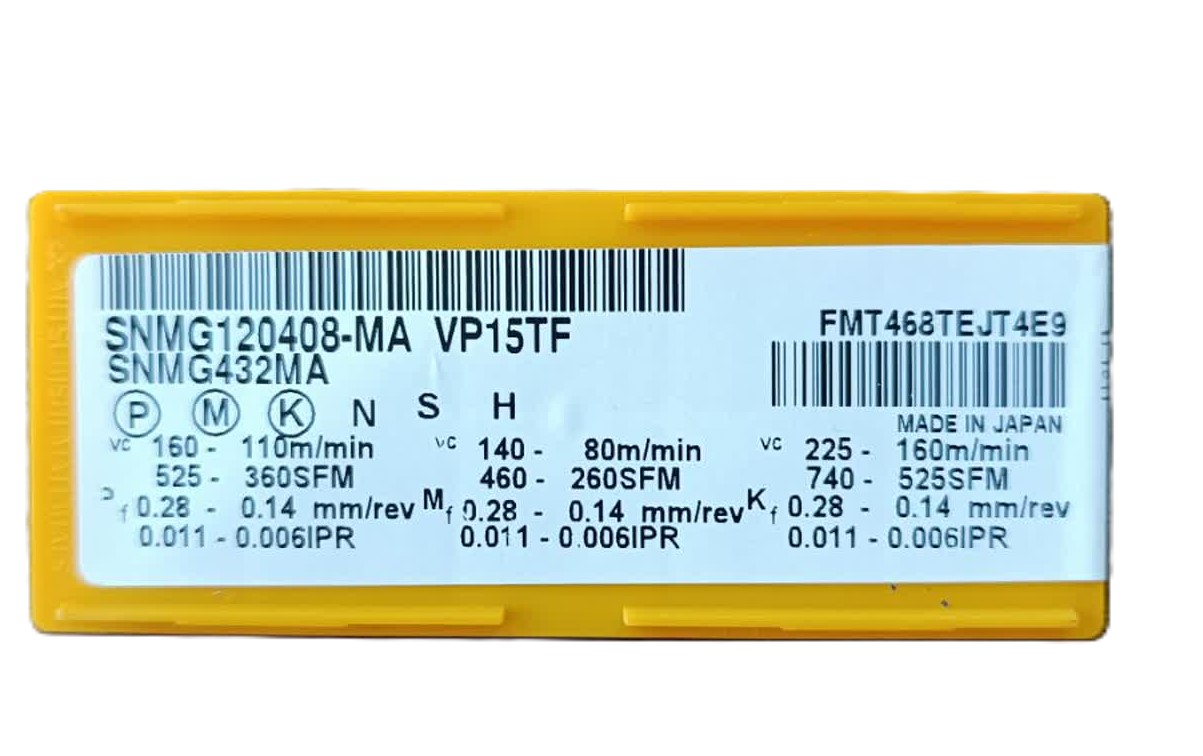 SNMG120408-MA VP15TF
FMT468TEJT4E9
SNMG432MA
P M K N S H
MADE IN JAPAN
vc 160 - 110m/min vc 140 - 80m/min vc 225 - 160m/min
525 - 360SFM 460 - 260SFM 740 - 525SFM
P f 0.28 - 0.14 mm/rev M f 0.28 - 0.14 mm/rev K f 0.28 - 0.14 mm/rev
0.011 - 0.006IPR 0.011 - 0.006IPR 0.011 - 0.006IPR